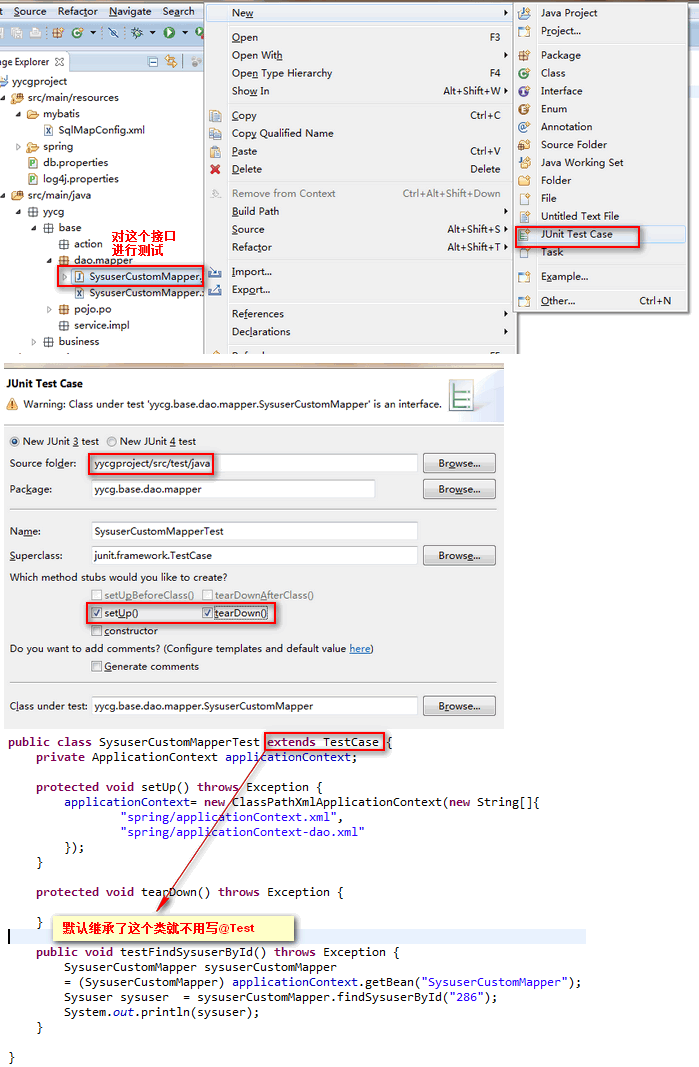 t Source Refactor Navigate Search
age Explorer
yycgproject
src/main/resources
mybatis
SqlMapConfig.xml
spring
db.properties
log4j.properties
src/main/java
yycg
base
action
对这个接口
进行测试
dao.mapper
SysuserCustomMapper.
SysuserCustomMapper.
pojo.po
service.impl
business
New
Open F3
Open With
Open Type Hierarchy F4
Show In Alt+Shift+W
Copy Ctrl+C
Copy Qualified Name
Paste Ctrl+V
Delete Delete
Remove from Context Ctrl+Alt+Shift+Down
Build Path
Source Alt+Shift+S
Refactor Alt+Shift+T
Import...
Export...
References
Declarations
Java Project
Project...
Package
Class
Interface
Enum
Annotation
Source Folder
Java Working Set
Folder
File
Untitled Text File
JUnit Test Case
Task
Example...
Other... Ctrl+N
JUnit Test Case
Warning: Class under test 'yycg.base.dao.mapper.SysuserCustomMapper' is an interface.
New JUnit 3 test New JUnit 4 test
Source folder: yycgproject/src/test/java Browse...
Package: yycg.base.dao.mapper Browse...
Name: SysuserCustomMapperTest
Superclass: junit.framework.TestCase Browse...
Which method stubs would you like to create?
setUpBeforeClass() tearDownAfterClass()
setUp() tearDown()
constructor
Do you want to add comments? (Configure templates and default value here)
Generate comments
Class under test: yycg.base.dao.mapper.SysuserCustomMapper Browse...
public class SysuserCustomMapperTest extends TestCase {
private ApplicationContext applicationContext;
protected void setUp() throws Exception {
applicationContext= new ClassPathXmlApplicationContext(new String[]{
"spring/applicationContext.xml",
"spring/applicationContext-dao.xml"
});
}
protected void tearDown() throws Exception {
}
默认继承了这个类就不用写@Test
public void testFindSysuserById() throws Exception {
SysuserCustomMapper sysuserCustomMapper
= (SysuserCustomMapper) applicationContext.getBean("SysuserCustomMapper");
Sysuser sysuser = sysuserCustomMapper.findSysuserById("286");
System.out.println(sysuser);
}
}